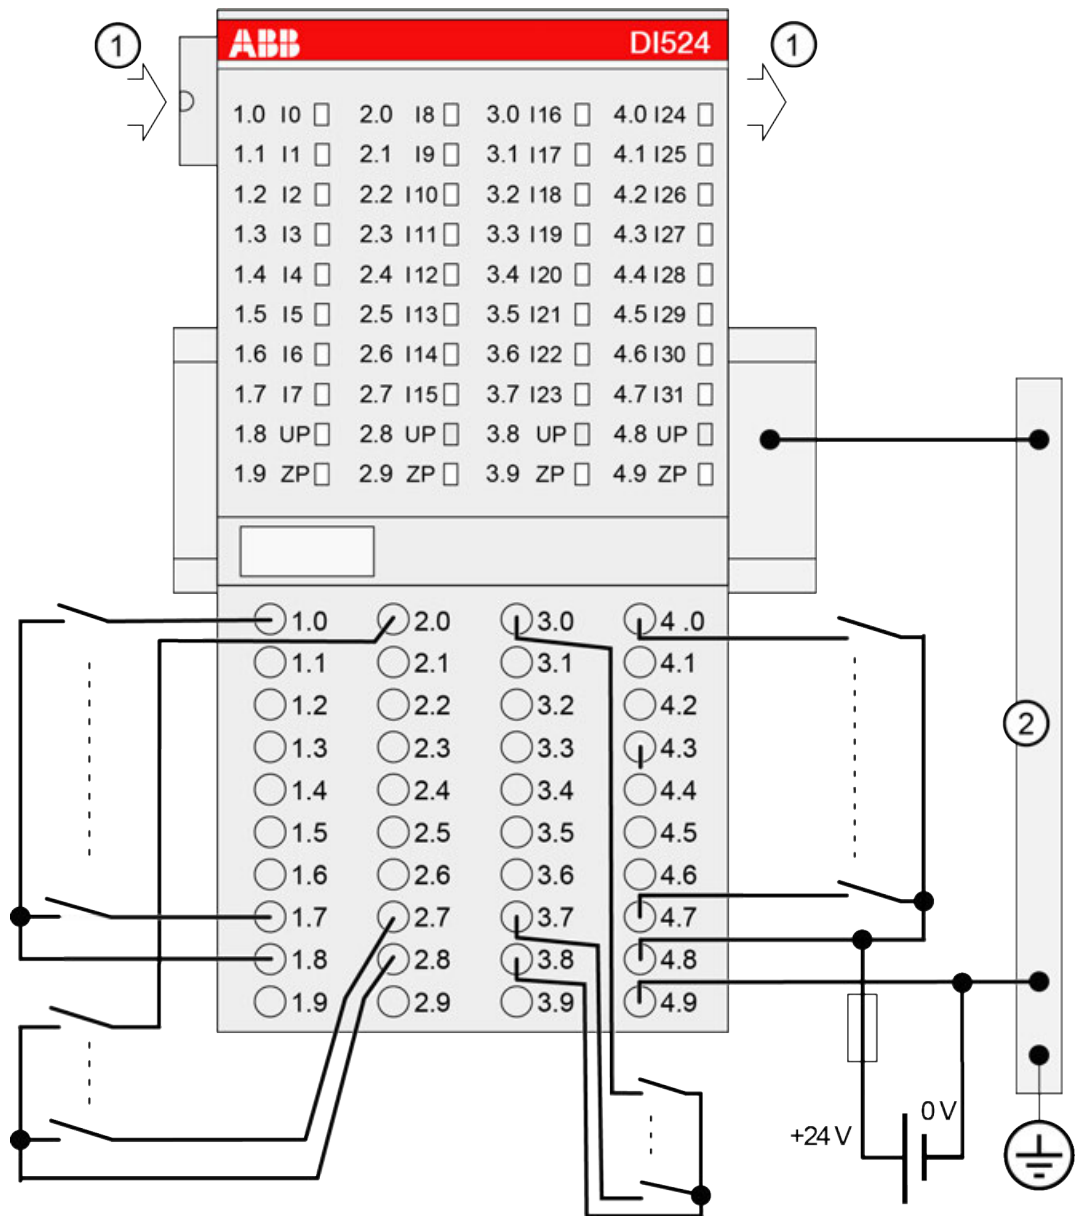 1 ABB DI524 1
1.0 I0 2.0 I8 3.0 I16 4.0 I24
1.1 I1 2.1 I9 3.1 I17 4.1 I25
1.2 I2 2.2 I10 3.2 I18 4.2 I26
1.3 I3 2.3 I11 3.3 I19 4.3 I27
1.4 I4 2.4 I12 3.4 I20 4.4 I28
1.5 I5 2.5 I13 3.5 I21 4.5 I29
1.6 I6 2.6 I14 3.6 I22 4.6 I30
1.7 I7 2.7 I15 3.7 I23 4.7 I31
1.8 UP 2.8 UP 3.8 UP 4.8 UP
1.9 ZP 2.9 ZP 3.9 ZP 4.9 ZP
1.0 2.0 3.0 4 .0
1.1 2.1 3.1 4.1
1.2 2.2 3.2 4.2
1.3 2.3 3.3 4.3
2
1.4 2.4 3.4 4.4
1.5 2.5 3.5 4.5
1.6 2.6 3.6 4.6
1.7 2.7 3.7 4.7
1.8 2.8 3.8 4.8
1.9 2.9 3.9 4.9
0 V
+24 V